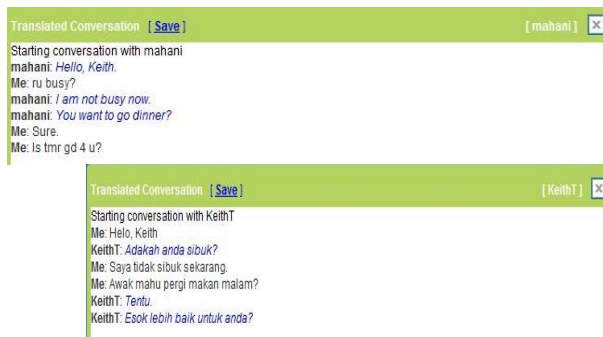 Translated Conversation [ Save ] [ mahani ] X
Starting conversation with mahani
mahani: Hello, Keith.
Me: ru busy?
mahani: I am not busy now.
mahani: You want to go dinner?
Me: Sure.
Me: Is tmr gd 4 u?
Translated Conversation [ Save ] [ KeithT ] X
Starting conversation with KeithT
Me: Helo, Keith
KeithT: Adakah anda sibuk?
Me: Saya tidak sibuk sekarang.
Me: Awak mahu pergi makan malam?
KeithT: Tentu.
KeithT: Esok lebih baik untuk anda?